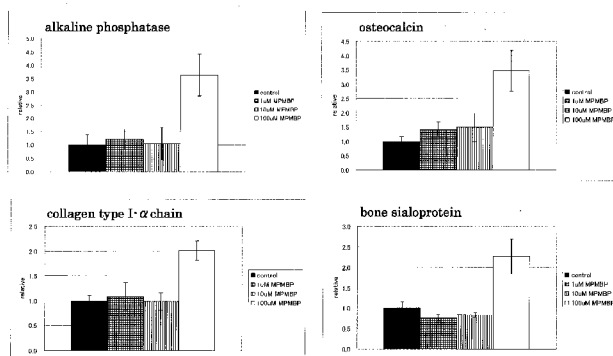 alkaline phosphatase
5.0
4.5
4.0
3.5
3.0
2.5
2.0
1.5
1.0
0.5
0.0
relative
control
1uM MPMBP
10uM MPMBP
100uM MPMBP
osteocalcin
4.5
4.0
3.5
3.0
2.5
2.0
1.5
1.0
0.5
0.0
relative
control
1uM MPMBP
10uM MPMBP
100uM MPMBP
collagen type I·α chain
2.5
2.0
1.5
1.0
0.5
0.0
relative
control
1uM MPMBP
10uM MPMBP
100uM MPMBP
bone sialoprotein
3.0
2.5
2.0
1.5
1.0
0.5
0.0
relative
control
1uM MPMBP
10uM MPMBP
100uM MPMBP